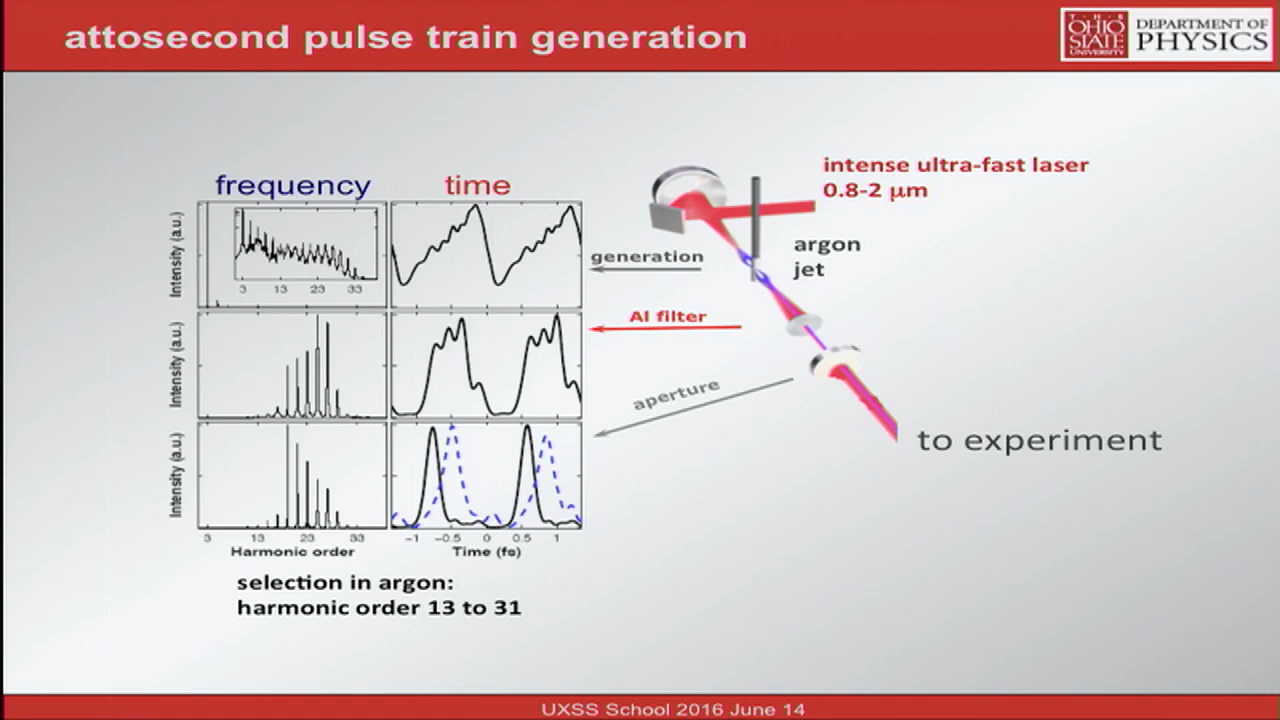 attosecond pulse train generation
T·H·E
OHIO
STATE
UNIVERSITY
DEPARTMENT OF
PHYSICS
frequency
time
intense ultra-fast laser
0.8-2 μm
argon
jet
generation
Al filter
aperture
to experiment
Intensity (a.u.)
3 13 23 33
Intensity (a.u.)
Intensity (a.u.)
3 13 23 33
Harmonic order
−1 −0.5 0 0.5 1
Time (fs)
selection in argon:
harmonic order 13 to 31
UXSS School 2016 June 14